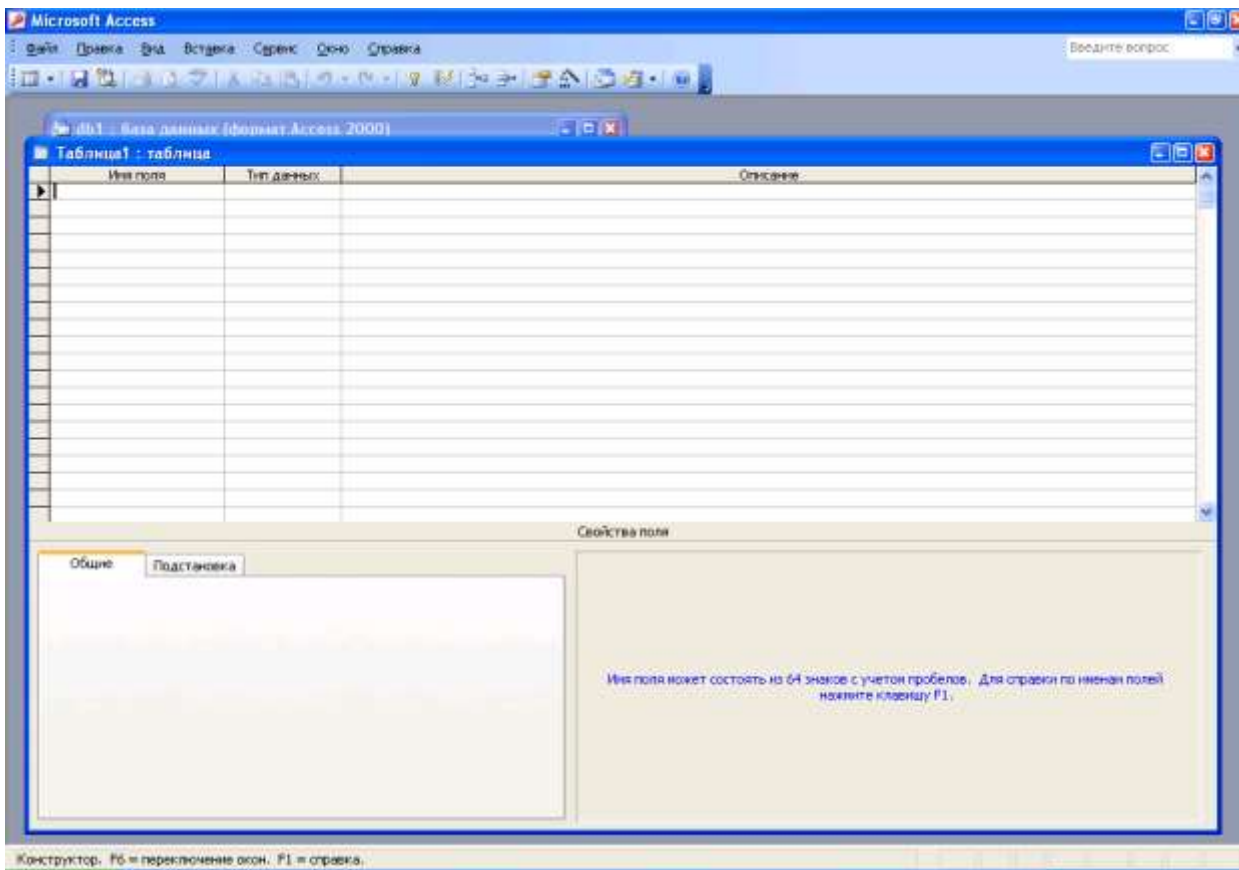 Microsoft Access
Файл Правка Вид Вставка Сервис Окно Справка Введите вопрос
db1 : база данных (формат Access 2000)
Таблица1 : таблица
Имя поля Тип данных Описание
Свойства поля
Общие Подстановка
Имя поля может состоять из 64 знаков с учетом пробелов. Для справки по именам полей
нажмите клавишу F1.
Конструктор. F6 = переключение окон. F1 = справка.